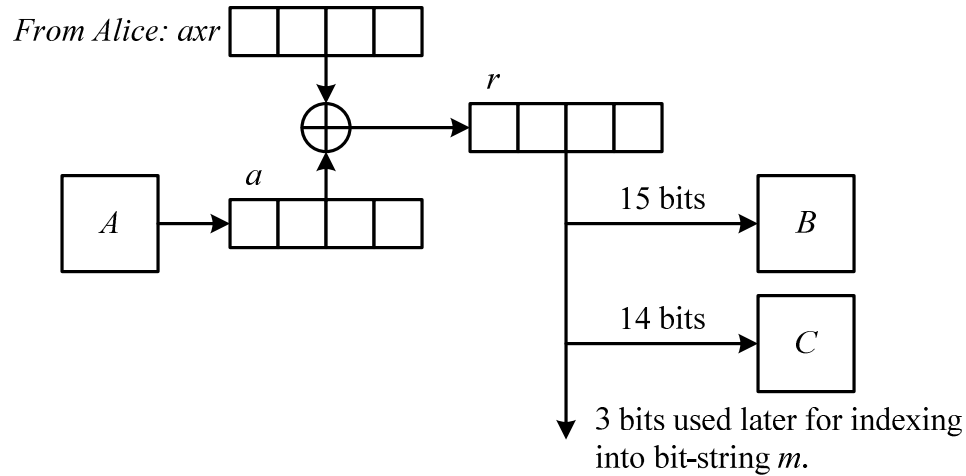 From Alice: axr
r
a
A
15 bits
B
14 bits
C
3 bits used later for indexing
into bit-string m.